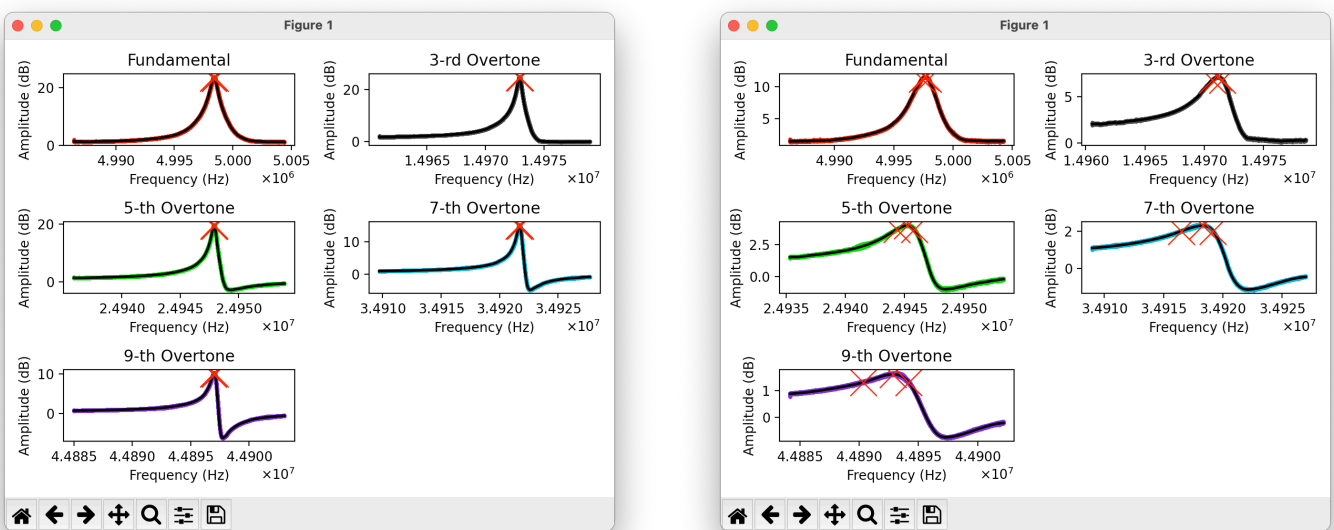 Figure 1
Fundamental
Amplitude (dB)
20
0
4.990 4.995 5.000 5.005
Frequency (Hz) ×10⁶
3-rd Overtone
Amplitude (dB)
20
0
1.4965 1.4970 1.4975
Frequency (Hz) ×10⁷
5-th Overtone
Amplitude (dB)
20
0
2.4940 2.4945 2.4950
Frequency (Hz) ×10⁷
7-th Overtone
Amplitude (dB)
10
0
3.4910 3.4915 3.4920 3.4925
Frequency (Hz) ×10⁷
9-th Overtone
Amplitude (dB)
10
0
4.4885 4.4890 4.4895 4.4900
Frequency (Hz) ×10⁷
Figure 1
Fundamental
Amplitude (dB)
10
5
4.990 4.995 5.000 5.005
Frequency (Hz) ×10⁶
3-rd Overtone
Amplitude (dB)
5
0
1.4960 1.4965 1.4970 1.4975
Frequency (Hz) ×10⁷
5-th Overtone
Amplitude (dB)
2.5
0.0
2.4935 2.4940 2.4945 2.4950
Frequency (Hz) ×10⁷
7-th Overtone
Amplitude (dB)
2
0
3.4910 3.4915 3.4920 3.4925
Frequency (Hz) ×10⁷
9-th Overtone
Amplitude (dB)
1
0
4.4885 4.4890 4.4895 4.4900
Frequency (Hz) ×10⁷